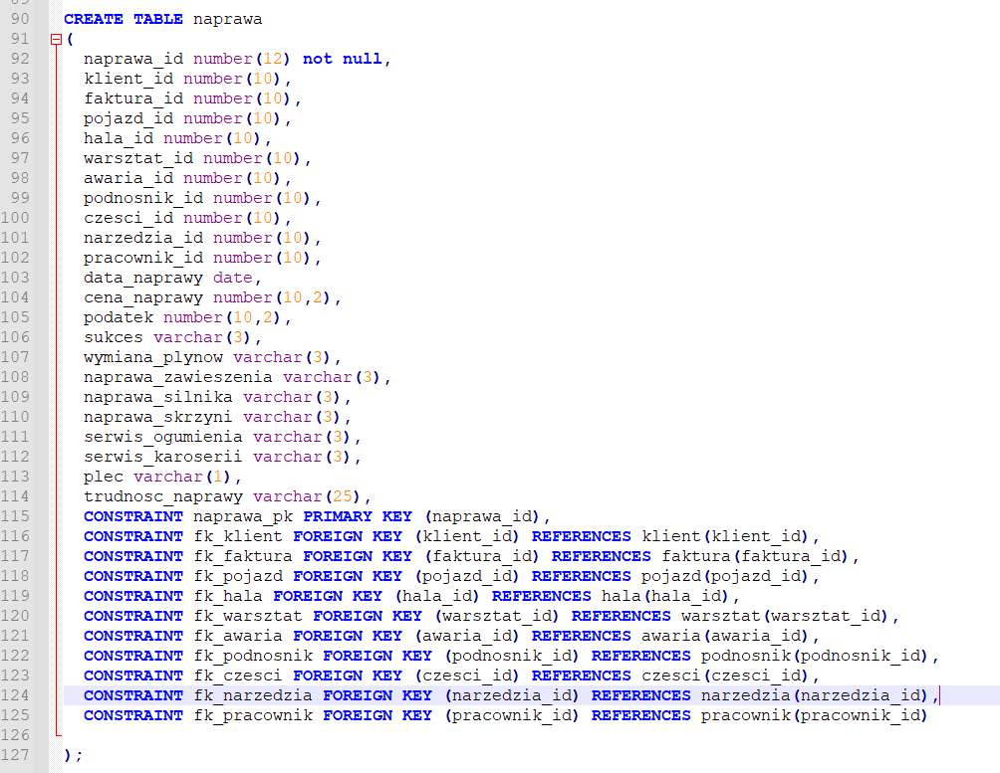 89
90 CREATE TABLE naprawa
91 (
92 naprawa_id number(12) not null,
93 klient_id number(10),
94 faktura_id number(10),
95 pojazd_id number(10),
96 hala_id number(10),
97 warsztat_id number(10),
98 awaria_id number(10),
99 podnosnik_id number(10),
100 czesci_id number(10),
101 narzedzia_id number(10),
102 pracownik_id number(10),
103 data_naprawy date,
104 cena_naprawy number(10,2),
105 podatek number(10,2),
106 sukces varchar(3),
107 wymiana_plynow varchar(3),
108 naprawa_zawieszenia varchar(3),
109 naprawa_silnika varchar(3),
110 naprawa_skrzyni varchar(3),
111 serwis_ogumienia varchar(3),
112 serwis_karoserii varchar(3),
113 plec varchar(1),
114 trudnosc_naprawy varchar(25),
115 CONSTRAINT naprawa_pk PRIMARY KEY (naprawa_id),
116 CONSTRAINT fk_klient FOREIGN KEY (klient_id) REFERENCES klient(klient_id),
117 CONSTRAINT fk_faktura FOREIGN KEY (faktura_id) REFERENCES faktura(faktura_id),
118 CONSTRAINT fk_pojazd FOREIGN KEY (pojazd_id) REFERENCES pojazd(pojazd_id),
119 CONSTRAINT fk_hala FOREIGN KEY (hala_id) REFERENCES hala(hala_id),
120 CONSTRAINT fk_warsztat FOREIGN KEY (warsztat_id) REFERENCES warsztat(warsztat_id),
121 CONSTRAINT fk_awaria FOREIGN KEY (awaria_id) REFERENCES awaria(awaria_id),
122 CONSTRAINT fk_podnosnik FOREIGN KEY (podnosnik_id) REFERENCES podnosnik(podnosnik_id),
123 CONSTRAINT fk_czesci FOREIGN KEY (czesci_id) REFERENCES czesci(czesci_id),
124 CONSTRAINT fk_narzedzia FOREIGN KEY (narzedzia_id) REFERENCES narzedzia(narzedzia_id),
125 CONSTRAINT fk_pracownik FOREIGN KEY (pracownik_id) REFERENCES pracownik(pracownik_id)
126
127 );